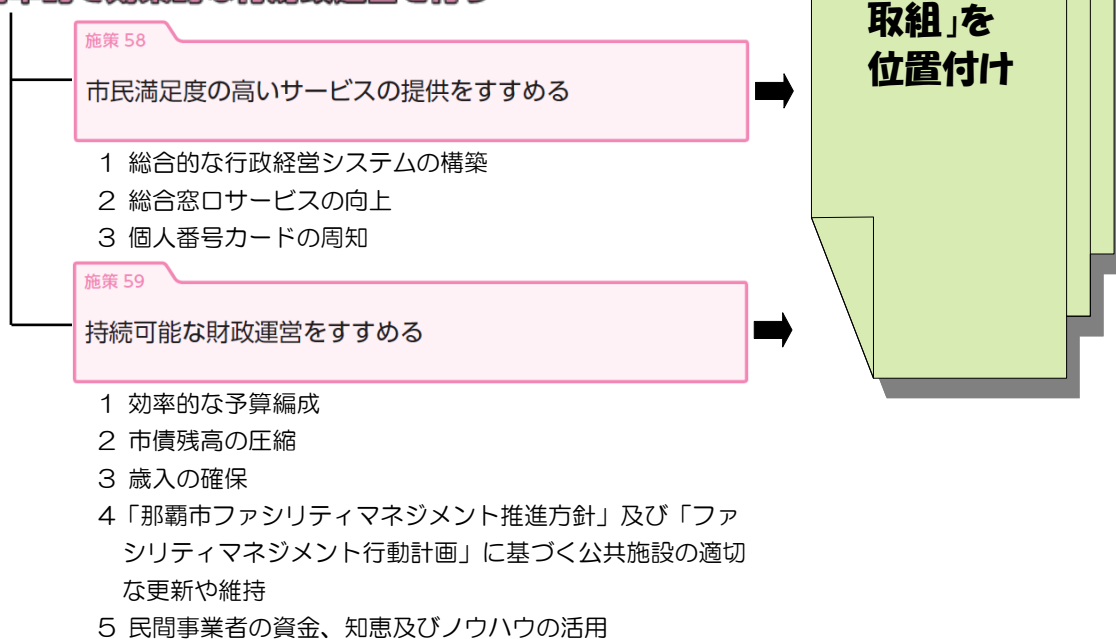 施策 58
市民満足度の高いサービスの提供をすすめる
1 総合的な行政経営システムの構築
2 総合窓口サービスの向上
3 個人番号カードの周知
施策 59
持続可能な財政運営をすすめる
1 効率的な予算編成
2 市債残高の圧縮
3 歳入の確保
4「那覇市ファシリティマネジメント推進方針」及び「ファ
シリティマネジメント行動計画」に基づく公共施設の適切
な更新や維持
5 民間事業者の資金、知恵及びノウハウの活用
取組」を
位置付け